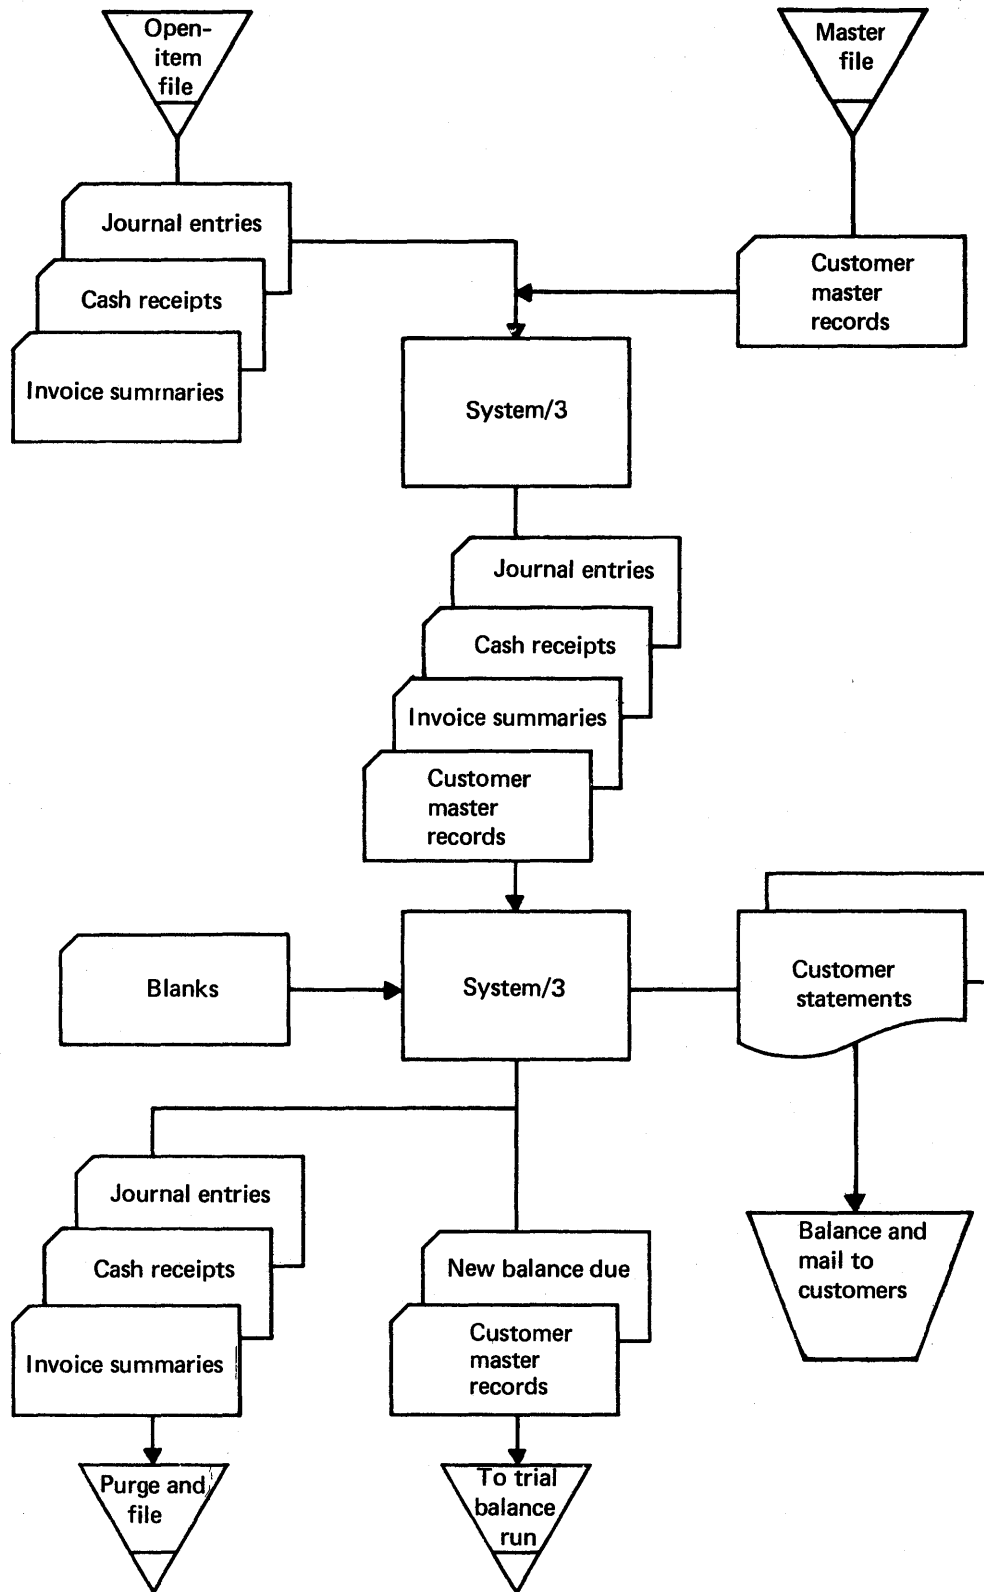 Open-
item
file
Master
file
Journal entries
Cash receipts
Invoice summaries
Customer
master
records
System/3
Journal entries
Cash receipts
Invoice summaries
Customer
master
records
Blanks
System/3
Customer
statements
Journal entries
Cash receipts
Invoice summaries
New balance due
Customer
master
records
Balance and
mail to
customers
Purge and
file
To trial
balance
run